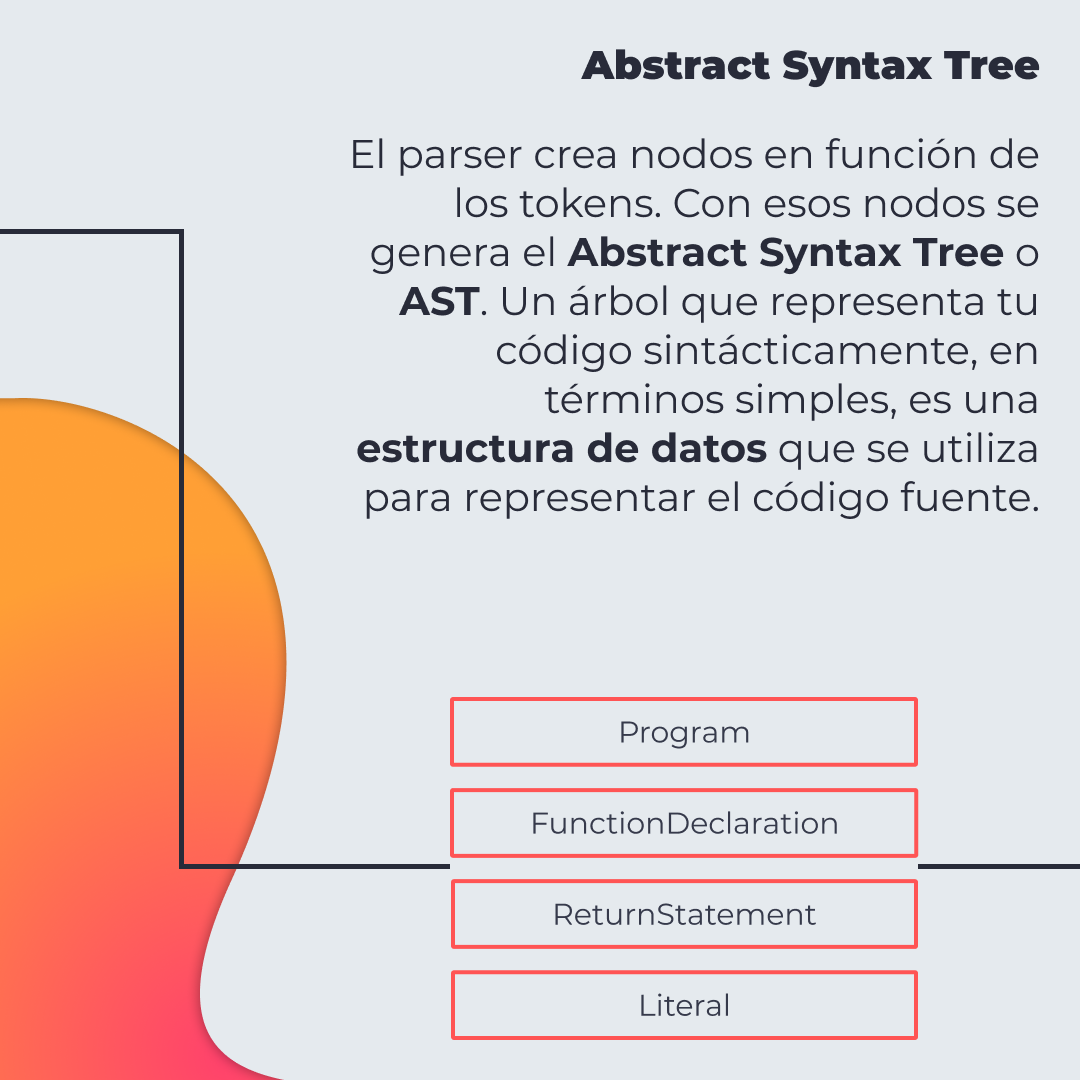 Abstract Syntax Tree
El parser crea nodos en función de
los tokens. Con esos nodos se
genera el Abstract Syntax Tree o
AST. Un árbol que representa tu
código sintácticamente, en
términos simples, es una
estructura de datos que se utiliza
para representar el código fuente.
Program
FunctionDeclaration
ReturnStatement
Literal